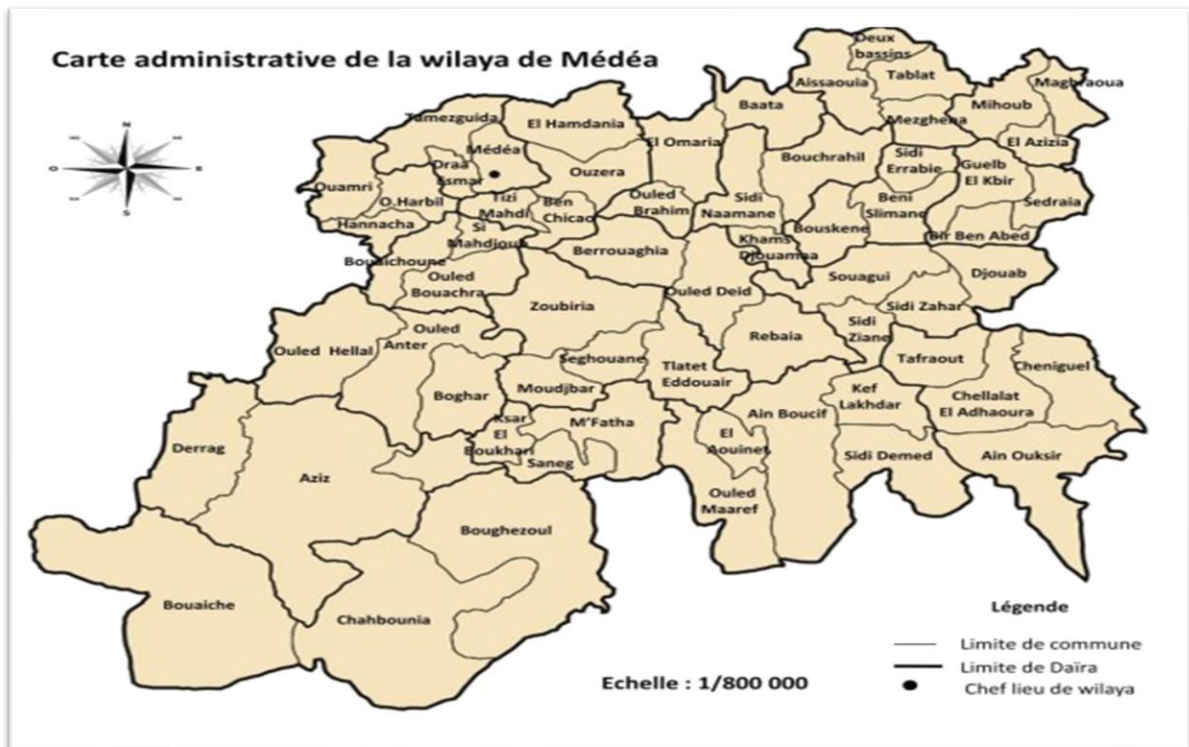 Carte administrative de la wilaya de Médéa
N
O
E
S
Deux
bassins
Aissaouia
Tablat
Maghraoua
Baata
Mihoub
Mezghena
Tamezguida
El Hamdania
El Omaria
El Azizia
Médéa
Bouchrahil
Sidi
Errabie
Guelb
El Kbir
Draa
Esmar
Ouzera
Ouamri
O.Harbil
Tizi
Mahdi
Ben
Chicao
Ouled
Brahim
Sidi
Naamane
Beni
Slimane
Sedraia
Hannacha
Si
Mahdjoub
Bouskene
Bir Ben Abed
Berrouaghia
Khams
Djouamaa
Bouaichoune
Ouled
Bouachra
Souagui
Djouab
Ouled Deid
Zoubiria
Sidi Zahar
Sidi
Ziane
Ouled
Anter
Rebaia
Ouled Hellal
Seghouane
Tafraout
Cheniguel
Tlatet
Eddouair
Moudjbar
Boghar
Kef
Lakhdar
Chellalat
El Adhaoura
Ain Boucif
Ksar
El
Boukhari
M'Fatha
El
Aouinet
Derrag
Saneg
Sidi Demed
Ain Ouksir
Aziz
Ouled
Maaref
Boughezoul
Bouaiche
Chahbounia
Légende
Limite de commune
Limite de Daïra
Chef lieu de wilaya
Echelle : 1/800 000